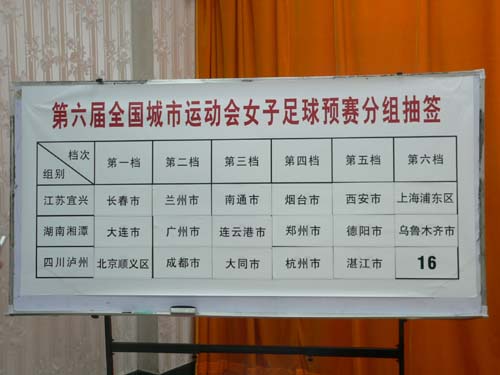 第六届全国城市运动会女子足球预赛分组抽签
档次 组别 第一档 第二档 第三档 第四档 第五档 第六档
江苏宜兴 长春市 兰州市 南通市 烟台市 西安市 上海浦东区
湖南湘潭 大连市 广州市 连云港市 郑州市 德阳市 乌鲁木齐市
四川泸州 北京顺义区 成都市 大同市 杭州市 湛江市 16